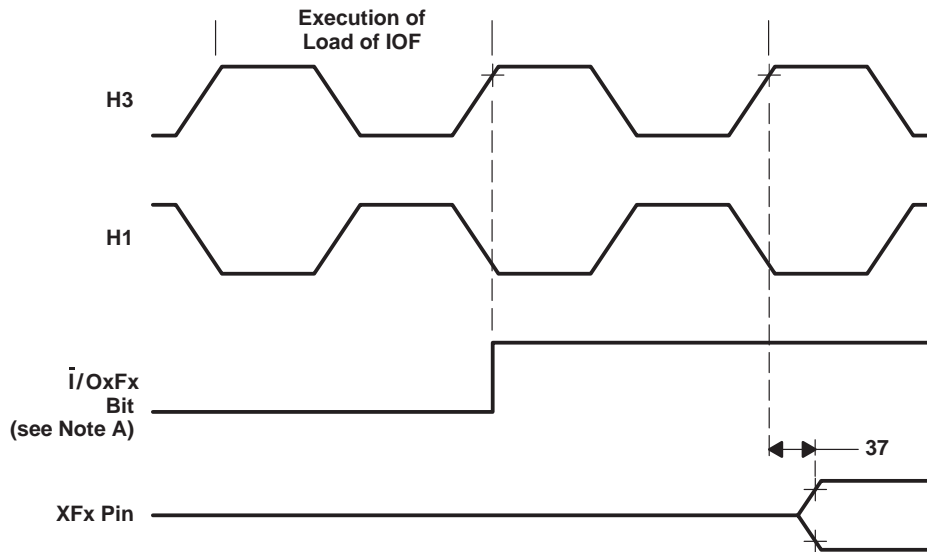 Execution of
Load of IOF
H3
H1
Ī/OxFx
Bit
(see Note A)
37
XFx Pin